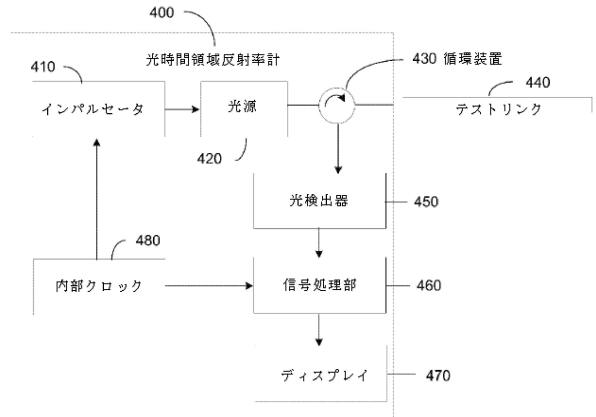 400
光時間領域反射率計
410
430 循環装置
440
インパルセータ
光源
テストリンク
420
光検出器
450
480
内部クロック
信号処理部
460
ディスプレイ
470